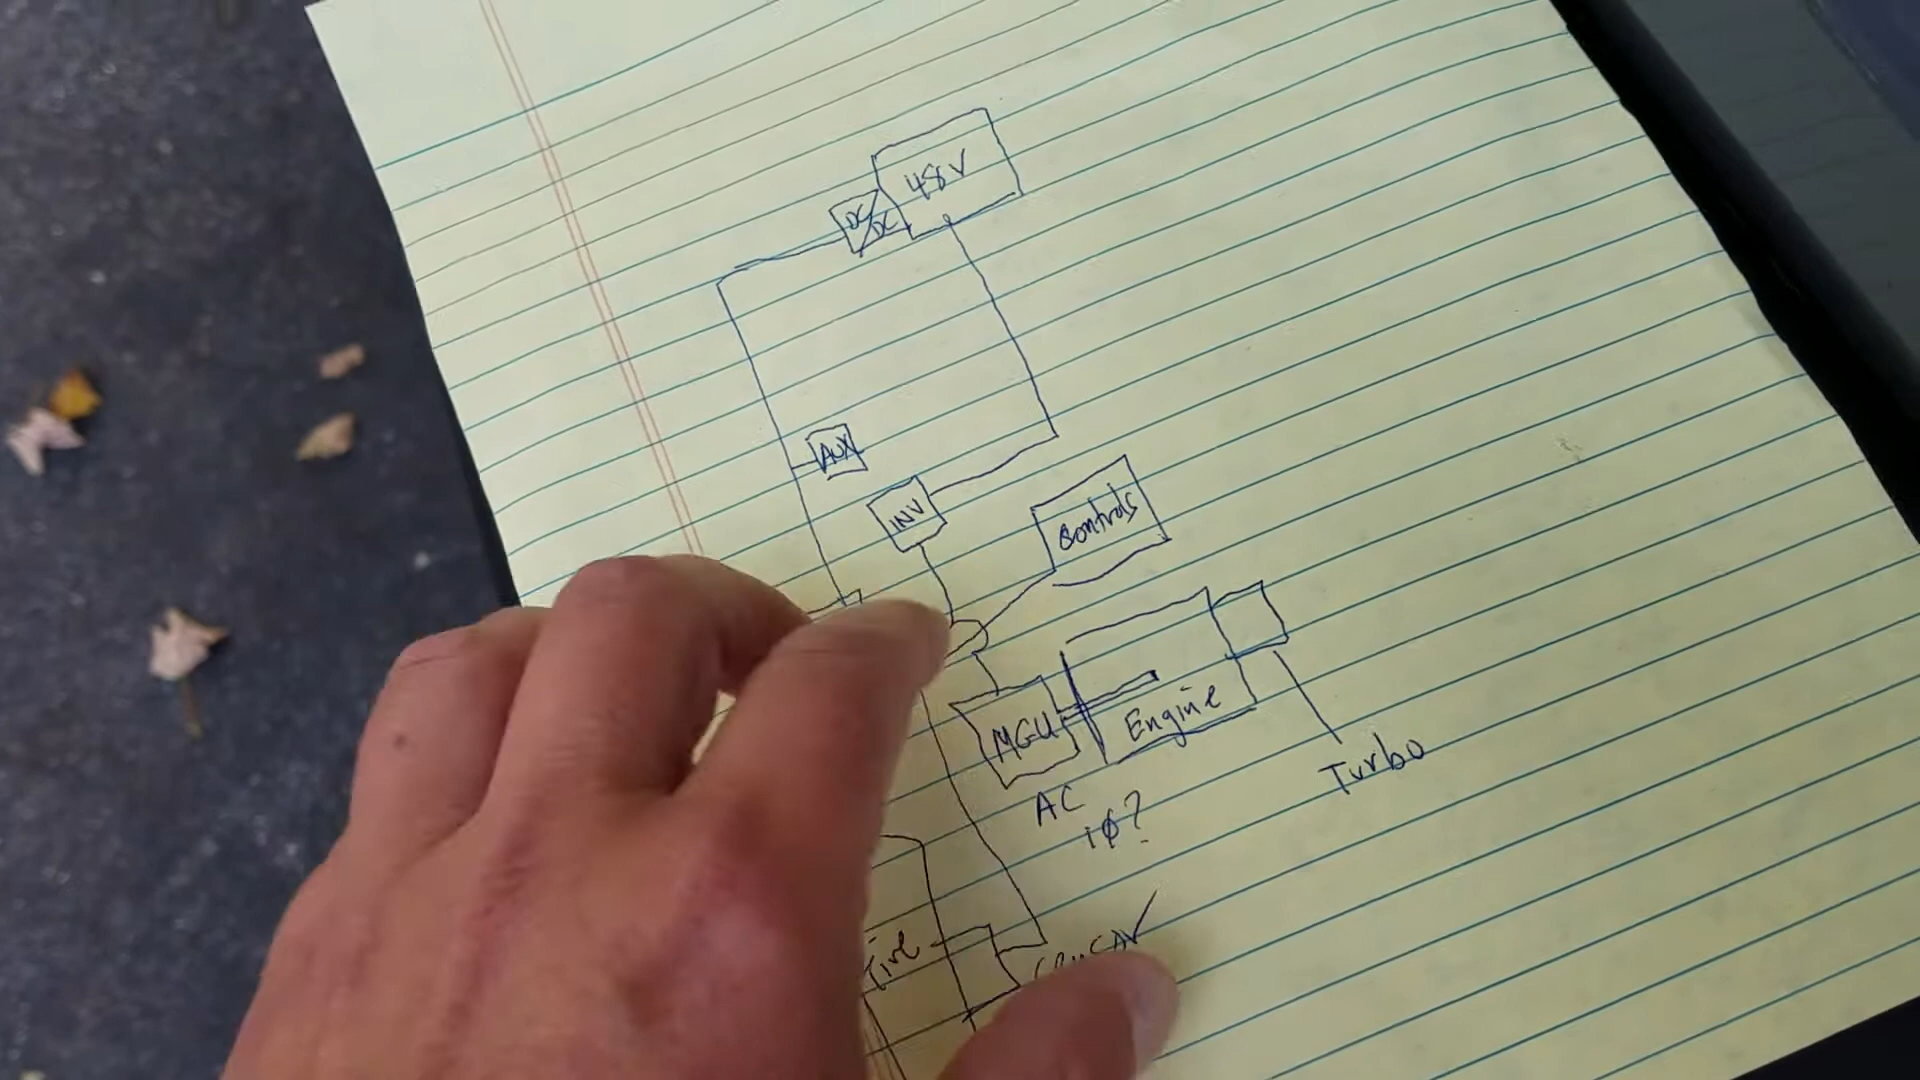 48V
DC/DC
AUX
INV
Controls
MGU
Engine
Turbo
AC
1φ?